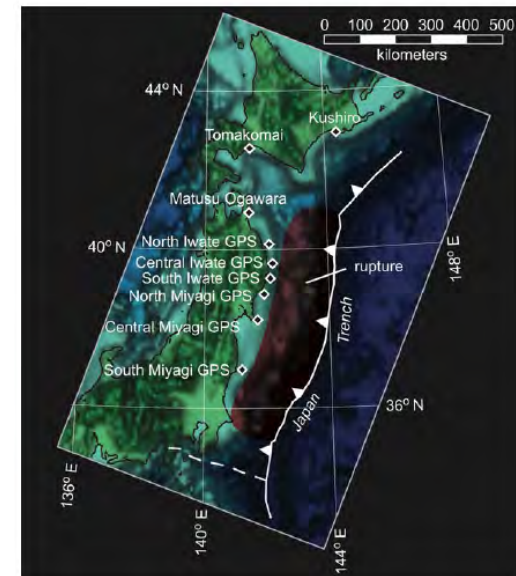 0 100 200 300 400 500
kilometers
44° N
Kushiro
Tomakomai
Matusu Ogawara
40° N
North Iwate GPS
148° E
Central Iwate GPS
South Iwate GPS
rupture
North Miyagi GPS
Central Miyagi GPS
Trench
South Miyagi GPS
Japan
36° N
136° E
140° E
144° E